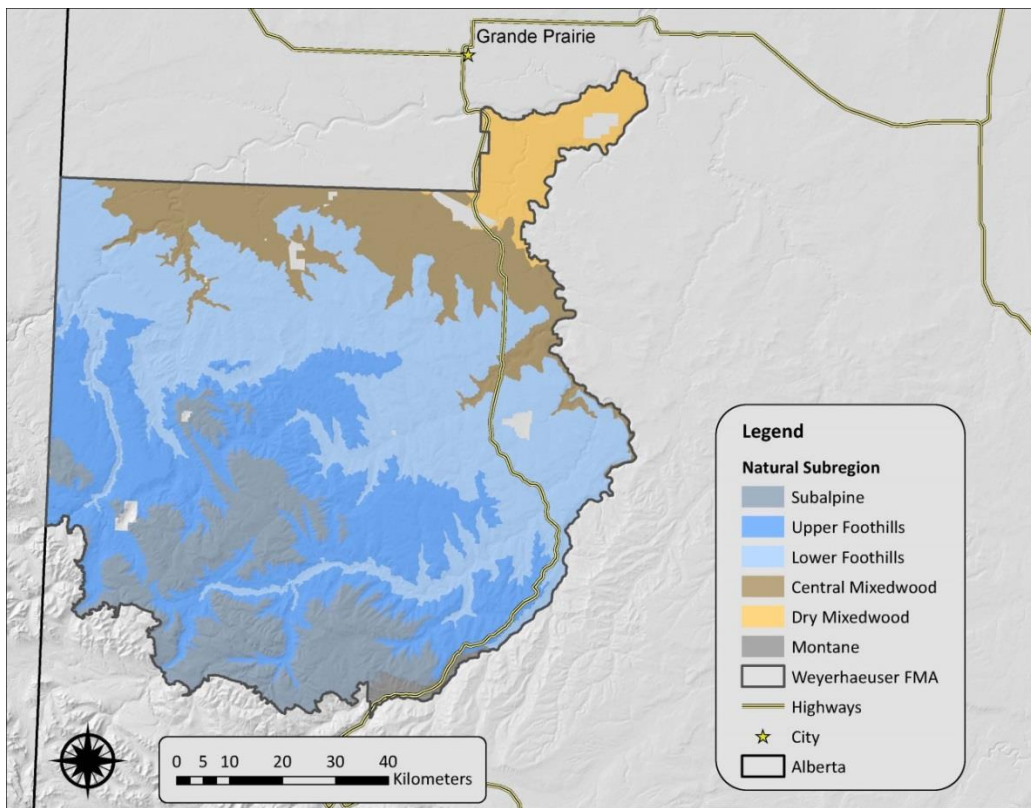 Grande Prairie
Legend
Natural Subregion
Subalpine
Upper Foothills
Lower Foothills
Central Mixedwood
Dry Mixedwood
Montane
Weyerhaeuser FMA
Highways
City
Alberta
0 5 10 20 30 40
Kilometers